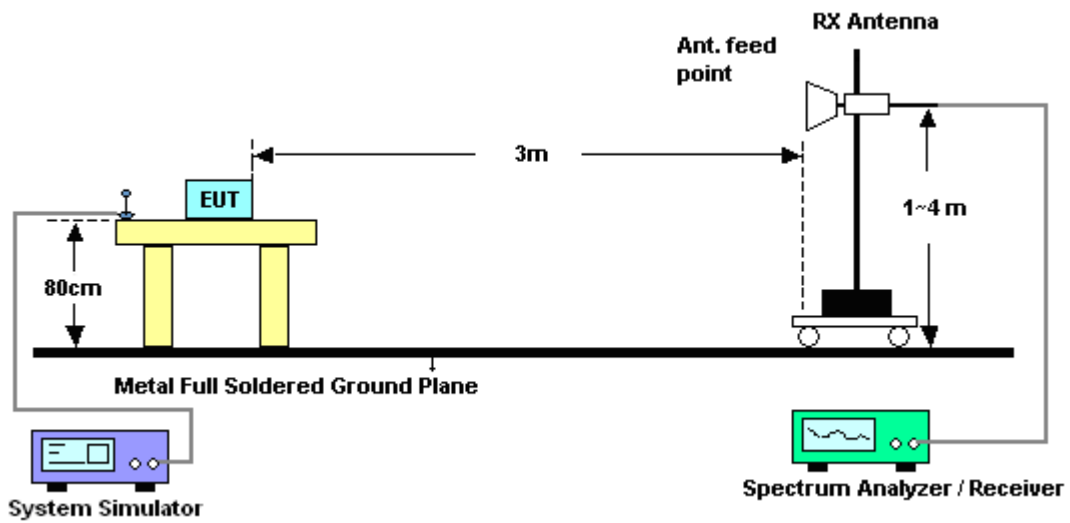 RX Antenna
Ant. feed
point
3m
EUT
1~4 m
80cm
Metal Full Soldered Ground Plane
System Simulator
Spectrum Analyzer / Receiver